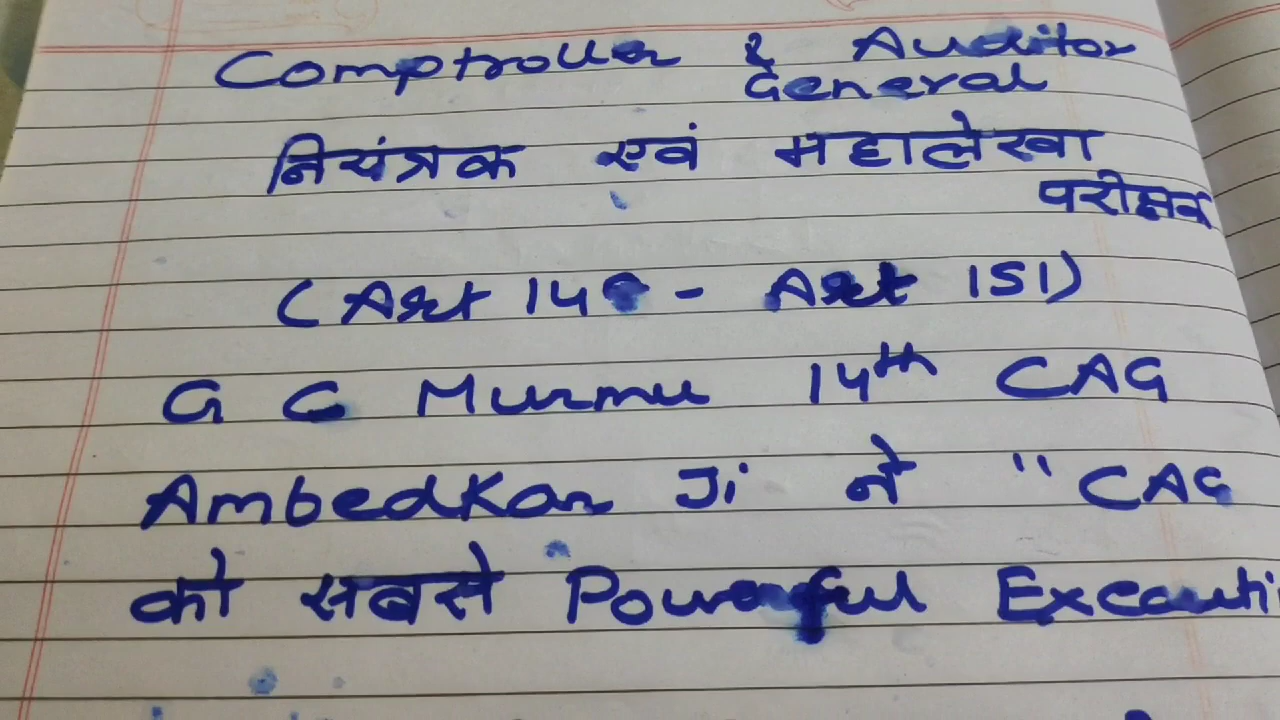 Comptroller & Auditor
General
नियंत्रक एवं महालेखा
परीक्षक
(Art 148 - Art 151)
G C Murmu 14th CAG
Ambedkar Ji ने "CAG
को सबसे Powerful Executi